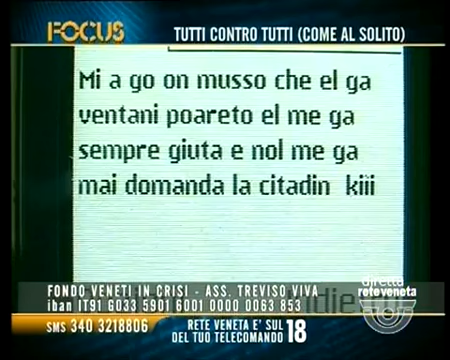 FOCUS
TUTTI CONTRO TUTTI (COME AL SOLITO)
Mi a go on musso che el ga
ventani poareto el me ga
sempre giuta e nol me ga
mai domanda la citadin kiii
diretta
reteveneta
FONDO VENETI IN CRISI - ASS. TREVISO VIVA
iban IT91 G033 5901 6001 0000 0063 853
SMS 340 3218806
RETE VENETA E' SUL
DEL TUO TELECOMANDO 18